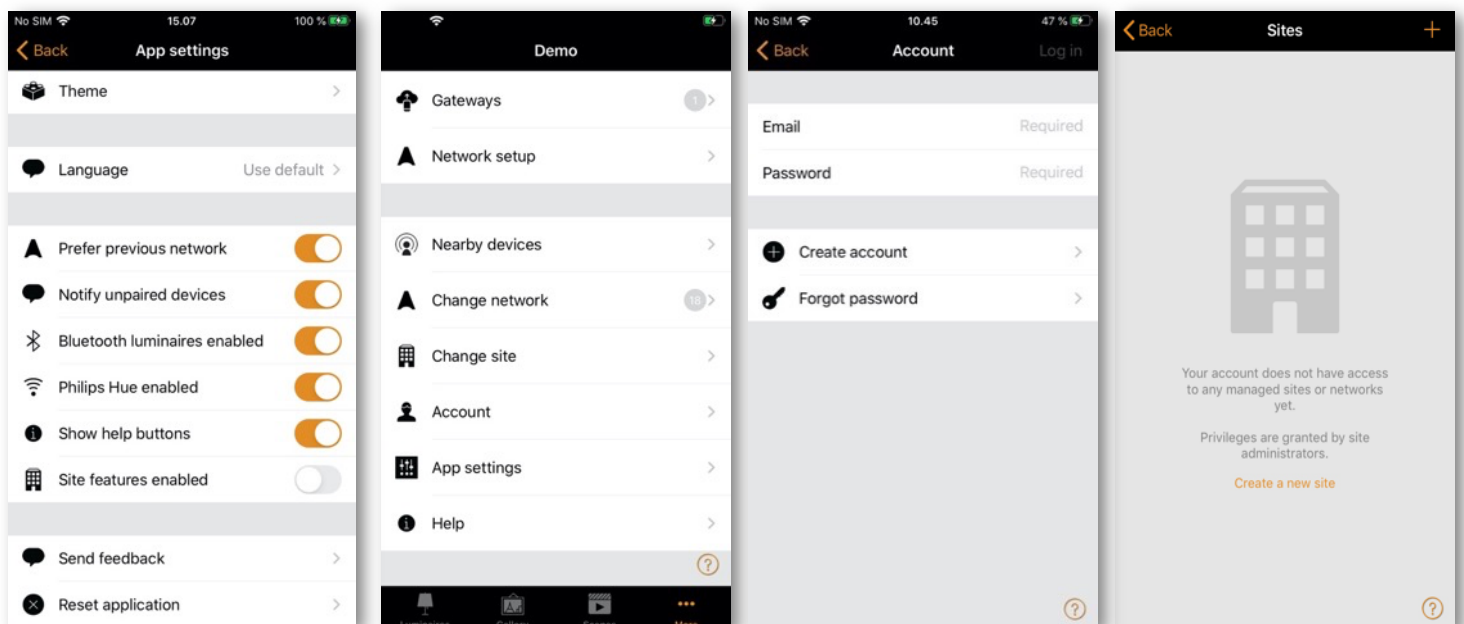 No SIM 15.07 100 %
Back App settings
Theme
Language Use default
Prefer previous network
Notify unpaired devices
Bluetooth luminaires enabled
Philips Hue enabled
Show help buttons
Site features enabled
Send feedback
Reset application
Demo
Gateways 1
Network setup
Nearby devices
Change network 18
Change site
Account
App settings
Help
?
Luminaires Gallery Scenes More
No SIM 10.45 47 %
Back Account Log in
Email Required
Password Required
Create account
Forgot password
?
Back Sites +
Your account does not have access
to any managed sites or networks
yet.
Privileges are granted by site
administrators.
Create a new site
?